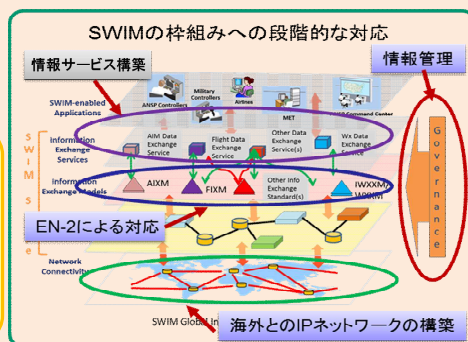 SWIMの枠組みへの段階的な対応
情報サービス構築
情報管理
ANSP Controllers
Military Controllers
Airlines
MET
Command Center
SWIM-enabled Applications
Information Exchange Services
AIM Data Exchange Service
Flight Data Exchange Service
Other Data Exchange Service(s)
Wx Data Exchange Service
Information Exchange Models
AIXM
FIXM
Other Info Exchange Standard(s)
IWXXM/
EN-2による対応
Governance
Network Connectivity
SWIM Global
海外とのIPネットワークの構築